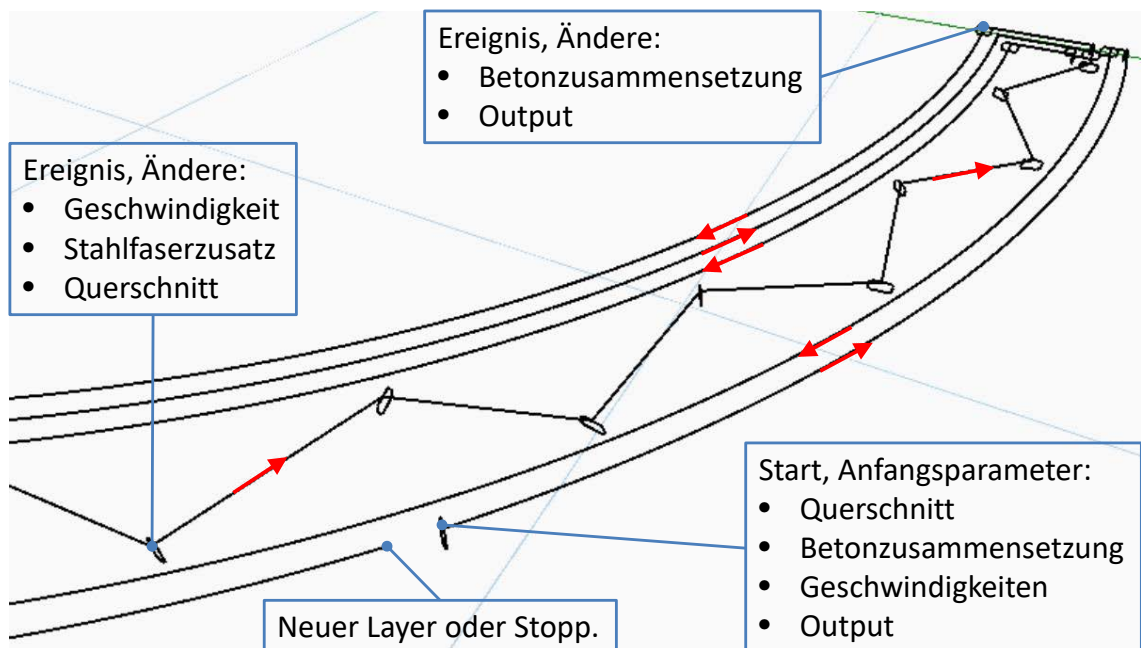 Ereignis, Ändere:
• Betonzusammensetzung
• Output
Ereignis, Ändere:
• Geschwindigkeit
• Stahlfaserzusatz
• Querschnitt
Start, Anfangsparameter:
• Querschnitt
• Betonzusammensetzung
• Geschwindigkeiten
• Output
Neuer Layer oder Stopp.